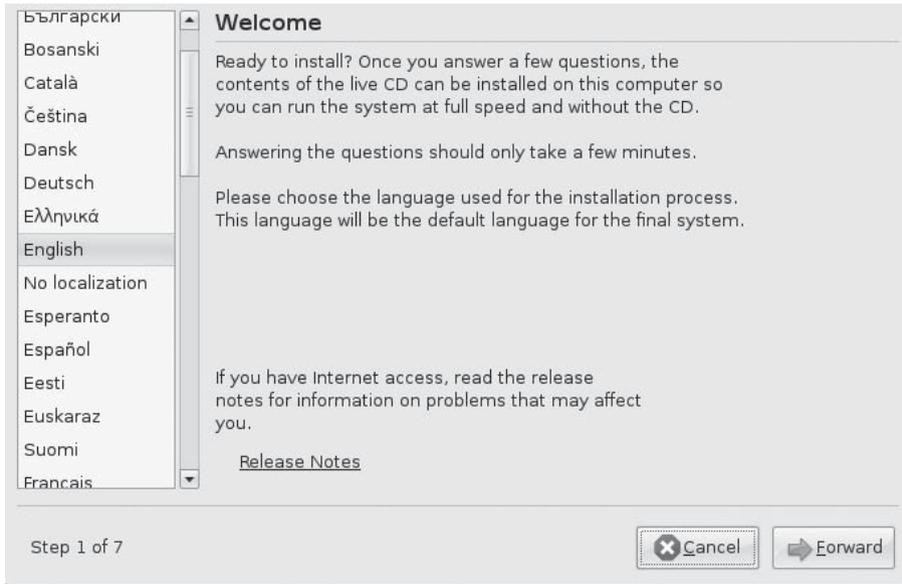 Български
Bosanski
Català
Čeština
Dansk
Deutsch
Ελληνικά
English
No localization
Esperanto
Español
Eesti
Euskaraz
Suomi
Français
Welcome
Ready to install? Once you answer a few questions, the
contents of the live CD can be installed on this computer so
you can run the system at full speed and without the CD.
Answering the questions should only take a few minutes.
Please choose the language used for the installation process.
This language will be the default language for the final system.
If you have Internet access, read the release
notes for information on problems that may affect
you.
Release Notes
Step 1 of 7
Cancel
Forward